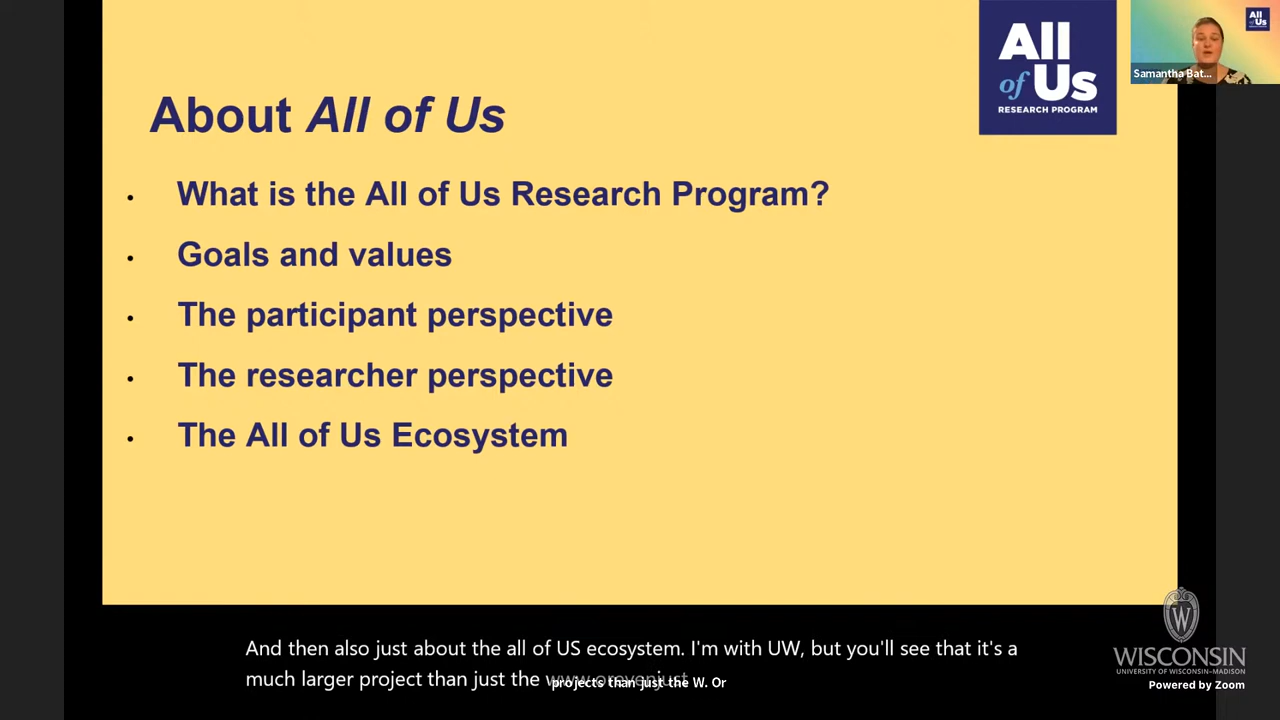 All
of Us
RESEARCH PROGRAM
All
of Us
Samantha Bat...
About All of Us
• What is the All of Us Research Program?
• Goals and values
• The participant perspective
• The researcher perspective
• The All of Us Ecosystem
And then also just about the all of US ecosystem. I'm with UW, but you'll see that it's a
much larger project than just the
projects than just the W. Or
W
WISCONSIN
UNIVERSITY OF WISCONSIN–MADISON
Powered by Zoom